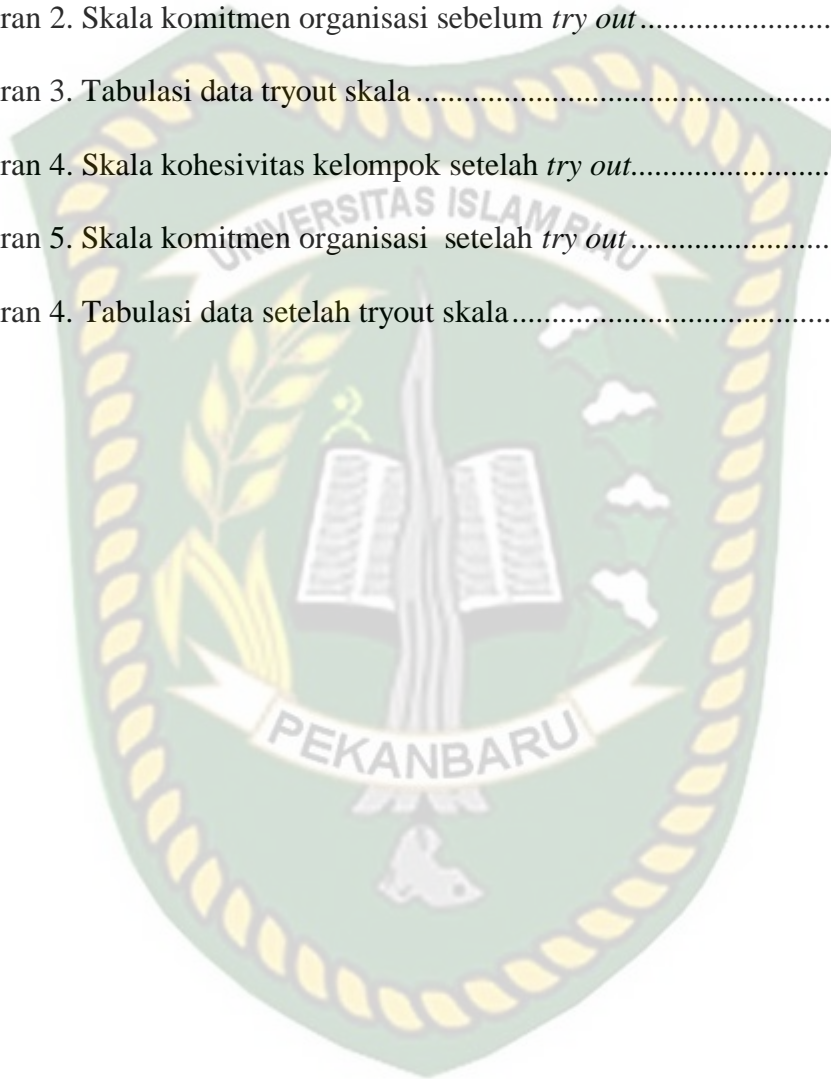 ran 2. Skala komitmen organisasi sebelum try out........................
ran 3. Tabulasi data tryout skala....................................................
ran 4. Skala kohesivitas kelompok setelah try out.........................
UNIVERSITAS ISLAM RIAU
ran 5. Skala komitmen organisasi  setelah try out.........................
ran 4. Tabulasi data setelah tryout skala........................................
PEKANBARU